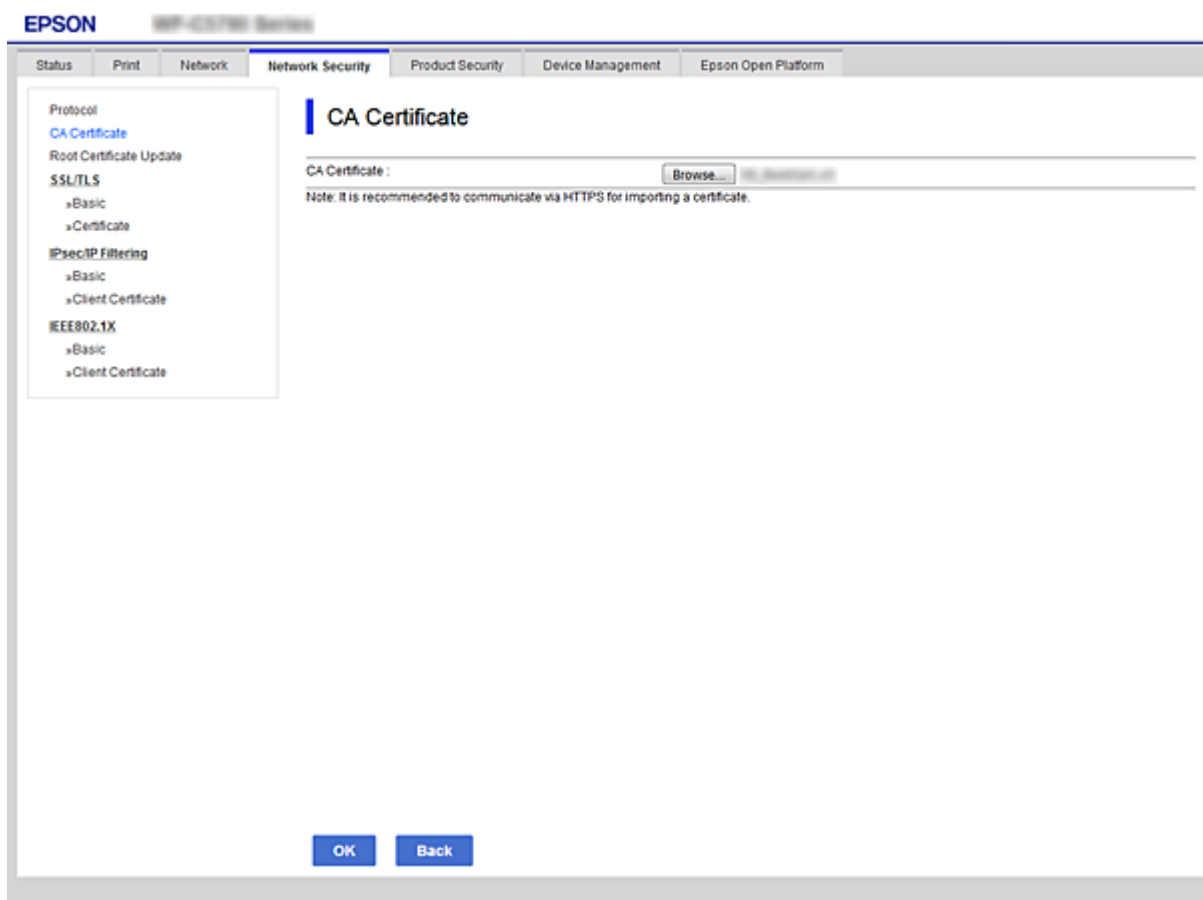 EPSON
Status Print Network Network Security Product Security Device Management Epson Open Platform
Protocol
CA Certificate
Root Certificate Update
SSL/TLS
»Basic
»Certificate
IPsec/IP Filtering
»Basic
»Client Certificate
IEEE802.1X
»Basic
»Client Certificate
CA Certificate
CA Certificate : Browse...
Note: It is recommended to communicate via HTTPS for importing a certificate.
OK Back